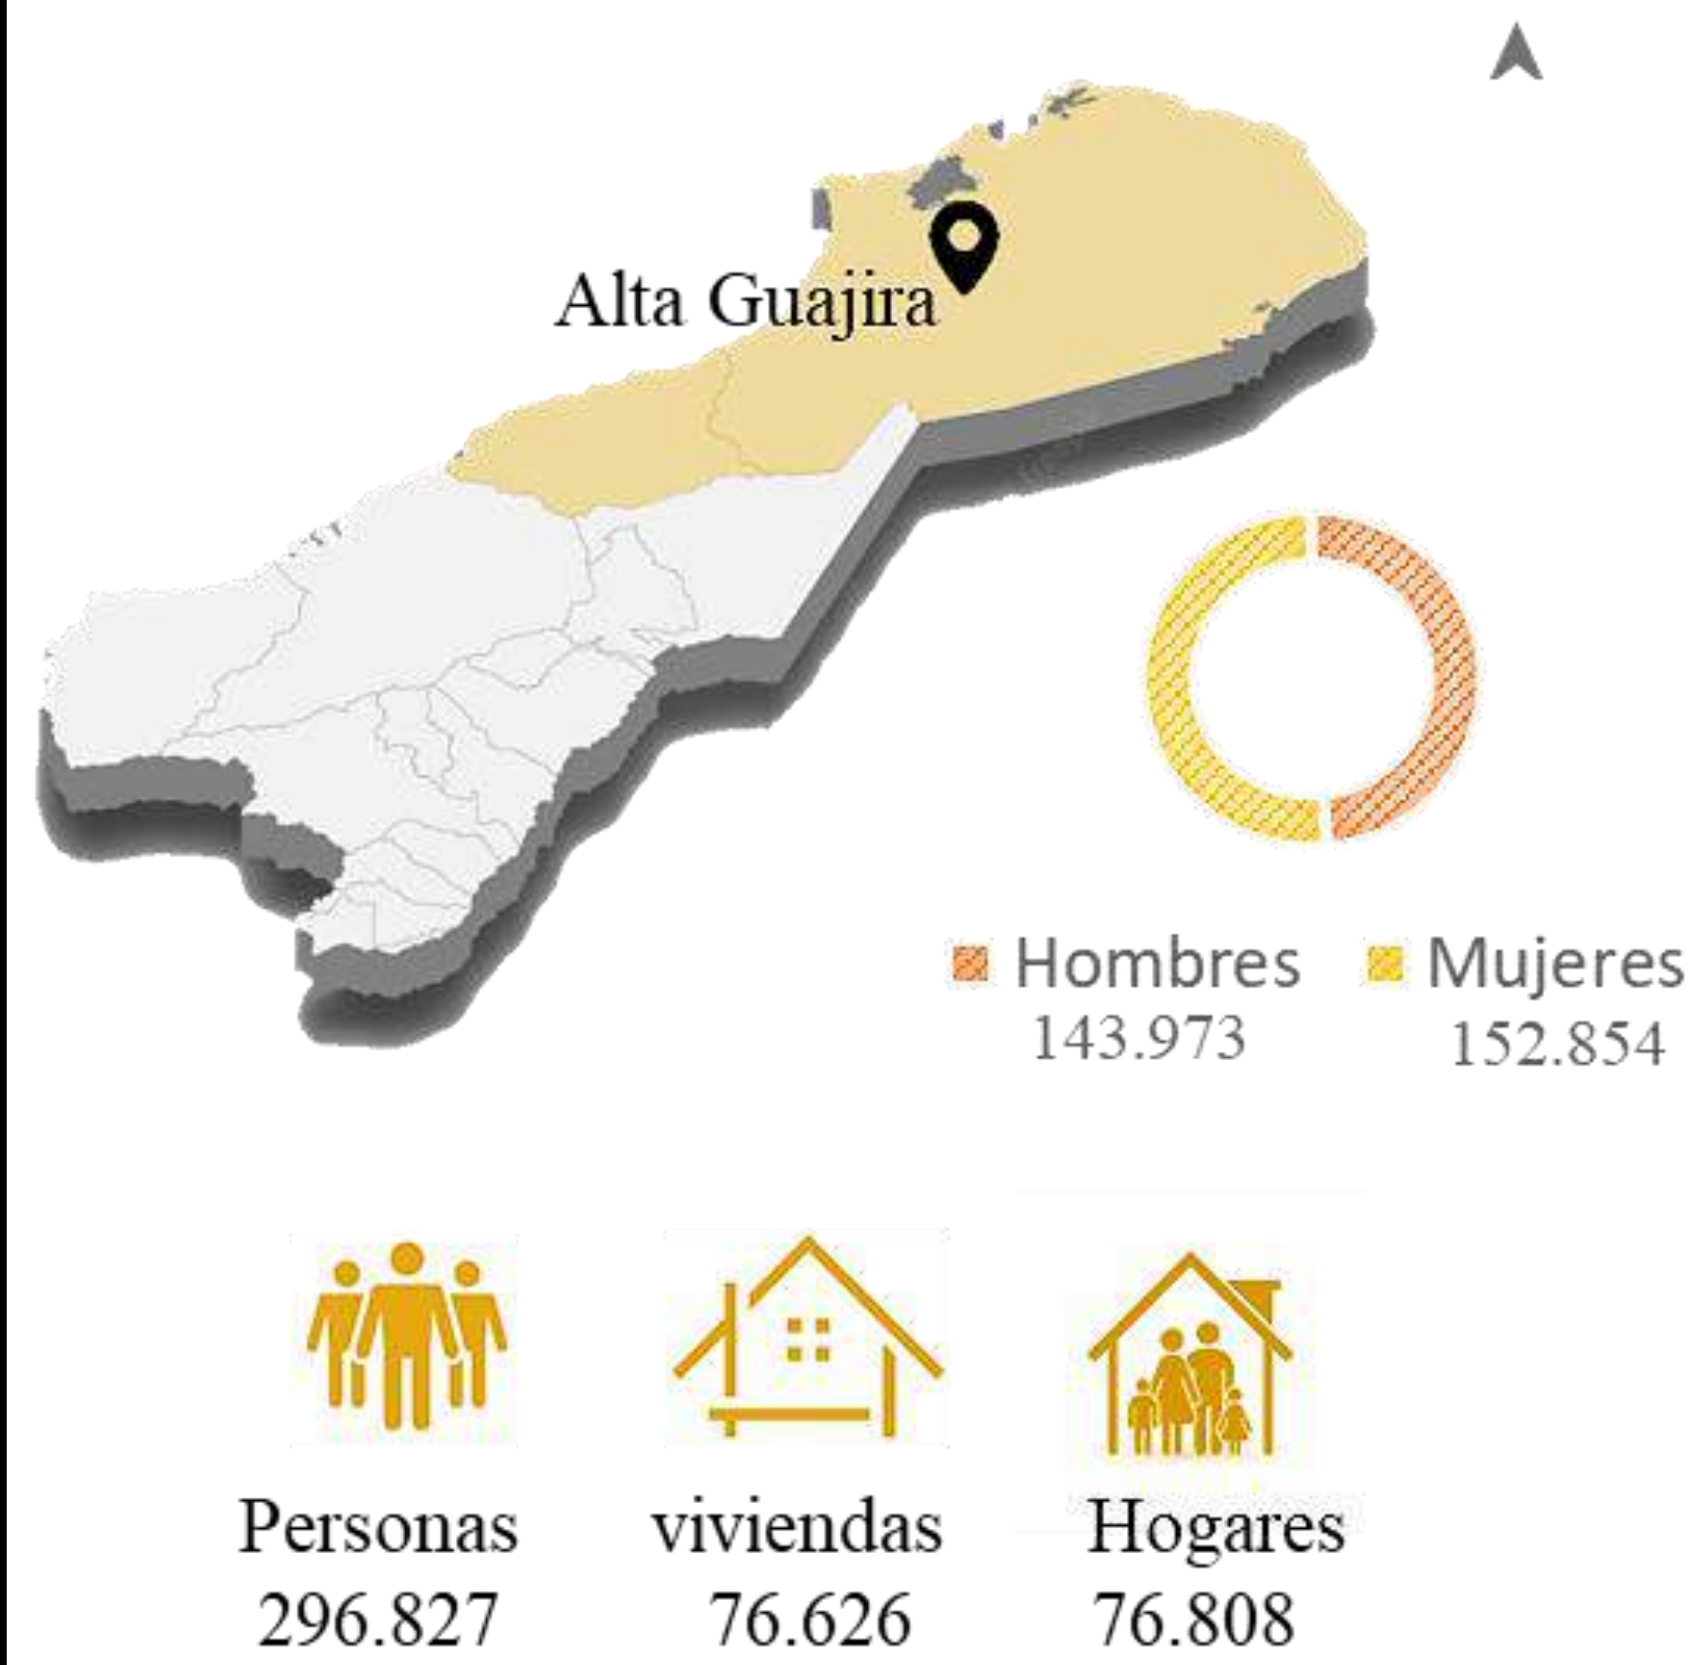 Alta Guajira
Hombres Mujeres
143.973 152.854
Personas viviendas Hogares
296.827 76.626 76.808